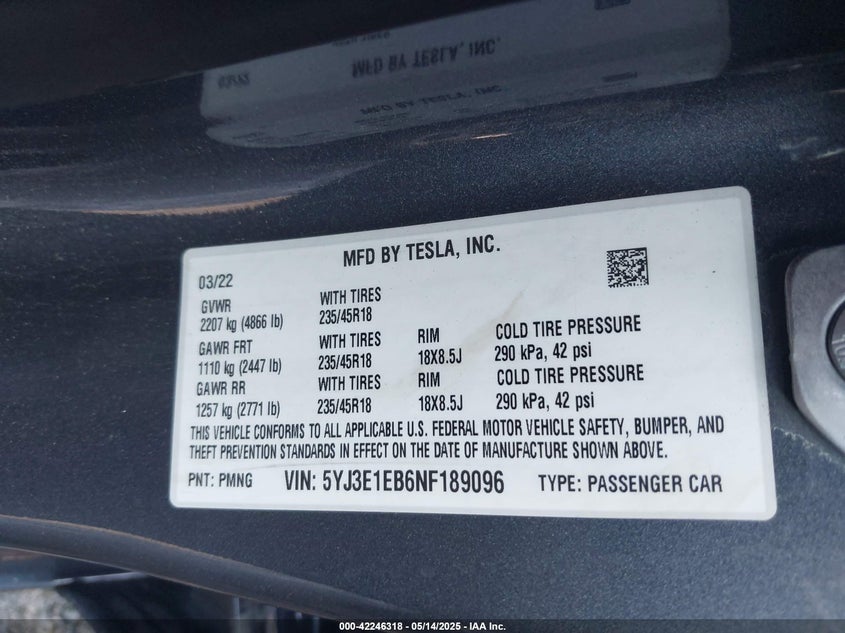 MFD BY TESLA, INC.
MFD BY TESLA, INC
MFD BY TESLA, INC.
03/22
GVWR WITH TIRES
2207 kg (4866 lb) 235/45R18
GAWR FRT WITH TIRES RIM COLD TIRE PRESSURE
1110 kg (2447 lb) 235/45R18 18X8.5J 290 kPa, 42 psi
GAWR RR WITH TIRES RIM COLD TIRE PRESSURE
1257 kg (2771 lb) 235/45R18 18X8.5J 290 kPa, 42 psi
THIS VEHICLE CONFORMS TO ALL APPLICABLE U.S. FEDERAL MOTOR VEHICLE SAFETY, BUMPER, AND
THEFT PREVENTION STANDARDS IN EFFECT ON THE DATE OF MANUFACTURE SHOWN ABOVE.
PNT: PMNG VIN: 5YJ3E1EB6NF189096 TYPE: PASSENGER CAR
000-42246318 - 05/14/2025 - IAA Inc.